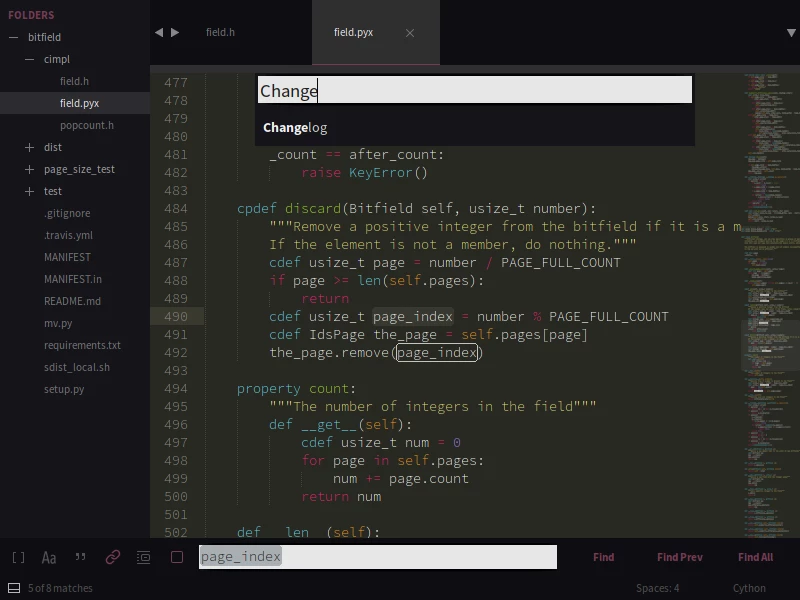 FOLDERS
bitfield
cimpl
field.h
field.pyx
popcount.h
dist
page_size_test
test
.gitignore
.travis.yml
MANIFEST
MANIFEST.in
README.md
mv.py
requirements.txt
sdist_local.sh
setup.py
field.h
field.pyx
Change
Changelog
477
478
479
480
481 _count == after_count:
482 raise KeyError()
483
484 cpdef discard(Bitfield self, usize_t number):
485 """Remove a positive integer from the bitfield if it is a m
486 If the element is not a member, do nothing."""
487 cdef usize_t page = number / PAGE_FULL_COUNT
488 if page >= len(self.pages):
489 return
490 cdef usize_t page_index = number % PAGE_FULL_COUNT
491 cdef IdsPage the_page = self.pages[page]
492 the_page.remove(page_index)
493
494 property count:
495 """The number of integers in the field"""
496 def __get__(self):
497 cdef usize_t num = 0
498 for page in self.pages:
499 num += page.count
500 return num
501
502 def __len__(self):
Aa
page_index
Find
Find Prev
Find All
5 of 8 matches
Spaces: 4
Cython